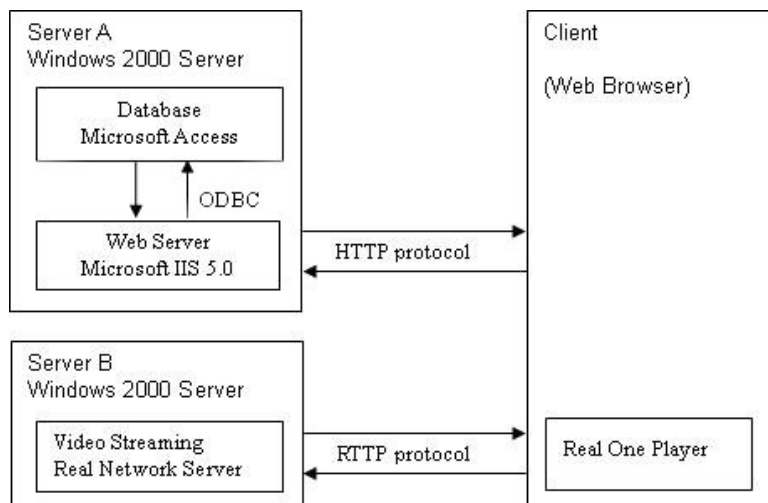 Server A
Windows 2000 Server
Database
Microsoft Access
ODBC
Web Server
Microsoft IIS 5.0
HTTP protocol
Client
(Web Browser)
Server B
Windows 2000 Server
Video Streaming
Real Network Server
RTTP protocol
Real One Player